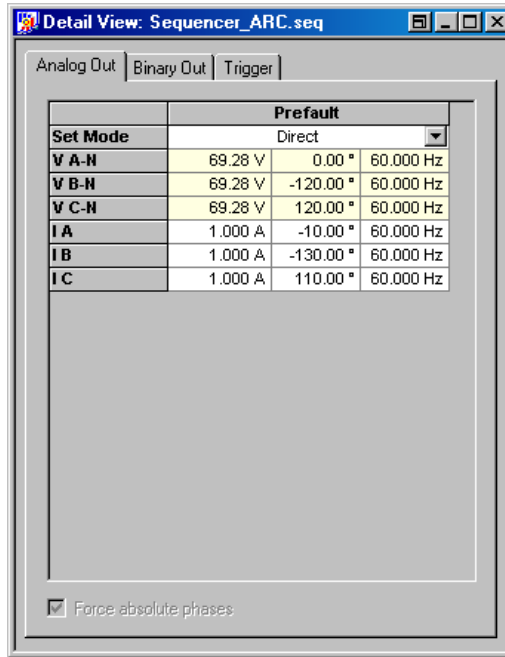 Detail View: Sequencer_ARC.seq
Analog Out Binary Out Trigger
Prefault
Set Mode Direct
V A-N 69.28 V 0.00 ° 60.000 Hz
V B-N 69.28 V -120.00 ° 60.000 Hz
V C-N 69.28 V 120.00 ° 60.000 Hz
I A 1.000 A -10.00 ° 60.000 Hz
I B 1.000 A -130.00 ° 60.000 Hz
I C 1.000 A 110.00 ° 60.000 Hz
Force absolute phases